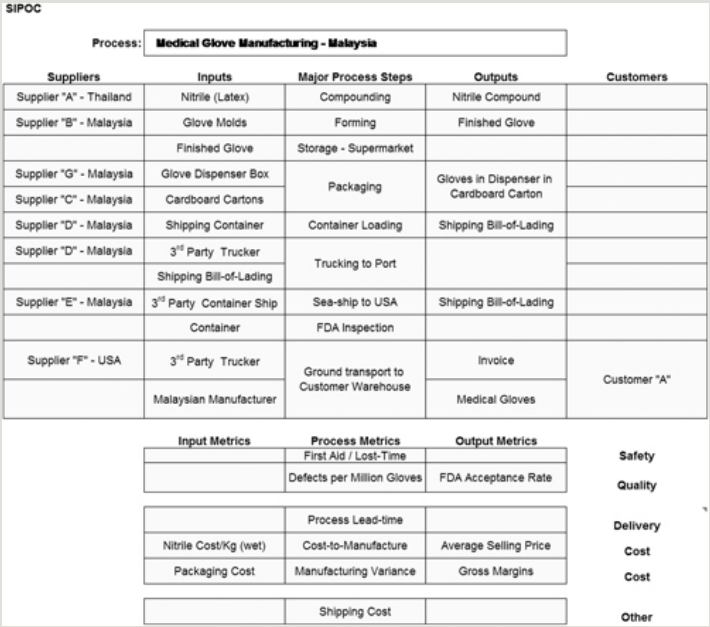 SIPOC
Process: Medical Glove Manufacturing - Malaysia
Suppliers Inputs Major Process Steps Outputs Customers
Supplier "A" - Thailand Nitrile (Latex) Compounding Nitrile Compound
Supplier "B" - Malaysia Glove Molds Forming Finished Glove
Finished Glove Storage - Supermarket
Supplier "G" - Malaysia Glove Dispenser Box
Packaging
Gloves in Dispenser in
Cardboard Carton
Supplier "C" - Malaysia Cardboard Cartons
Supplier "D" - Malaysia Shipping Container Container Loading Shipping Bill-of-Lading
Supplier "D" - Malaysia 3rd Party Trucker
Trucking to Port
Shipping Bill-of-Lading
Supplier "E" - Malaysia 3rd Party Container Ship Sea-ship to USA Shipping Bill-of-Lading
Container FDA Inspection
Supplier "F" - USA 3rd Party Trucker
Ground transport to
Customer Warehouse
Invoice
Customer "A"
Malaysian Manufacturer Medical Gloves
Input Metrics Process Metrics Output Metrics
First Aid / Lost-Time Safety
Defects per Million Gloves FDA Acceptance Rate Quality
Process Lead-time Delivery
Nitrile Cost/Kg (wet) Cost-to-Manufacture Average Selling Price Cost
Packaging Cost Manufacturing Variance Gross Margins Cost
Shipping Cost Other